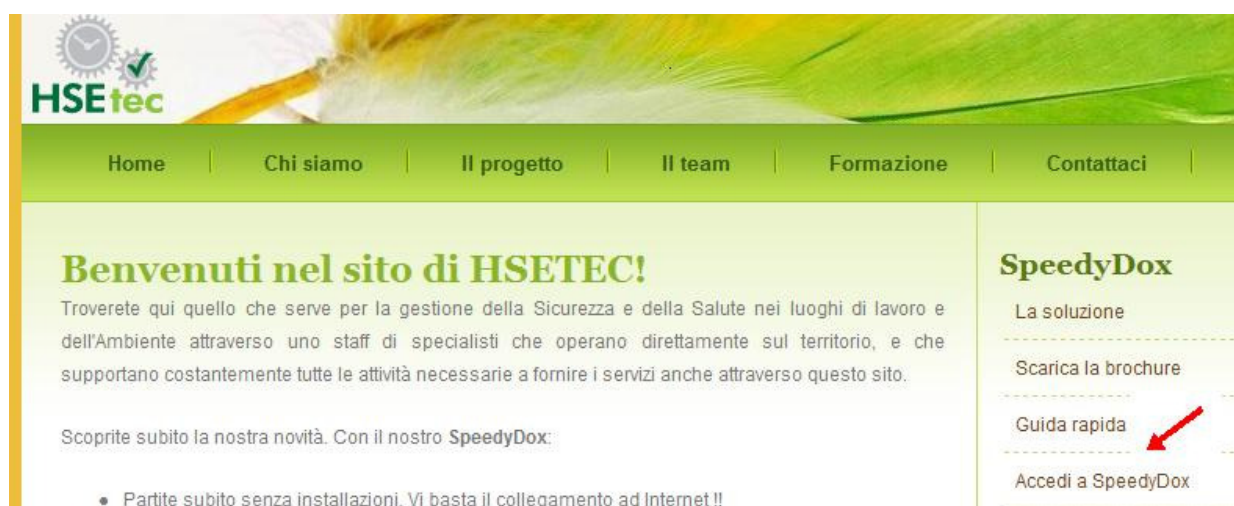 HSEtec
Home Chi siamo Il progetto Il team Formazione Contattaci
Benvenuti nel sito di HSETEC!
Troverete qui quello che serve per la gestione della Sicurezza e della Salute nei luoghi di lavoro e
dell'Ambiente attraverso uno staff di specialisti che operano direttamente sul territorio, e che
supportano costantemente tutte le attività necessarie a fornire i servizi anche attraverso questo sito.
Scoprite subito la nostra novità. Con il nostro SpeedyDox:
• Partite subito senza installazioni. Vi basta il collegamento ad Internet !!
SpeedyDox
La soluzione
Scarica la brochure
Guida rapida
Accedi a SpeedyDox